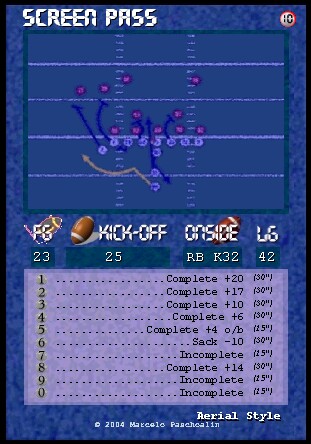 SCREEN PASS 10
FG KICK-OFF ONSIDE LG
23 25 RB K32 42
1 ..................Complete +20 (30")
2 ..................Complete +17 (30")
3 ..................Complete +10 (30")
4 ...................Complete +6 (30")
5 ...............Complete +4 o/b (15")
6 ......................Sack -10 (30")
7 ....................Incomplete (15")
8 ..................Complete +14 (30")
9 ....................Incomplete (15")
0 ....................Incomplete (15")
Aerial Style
© 2004 Marcelo Paschoalin